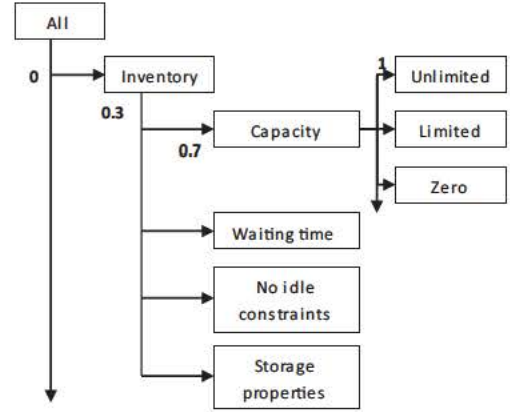 All
0
Inventory
1
Unlimited
0.3
Capacity
Limited
0.7
Zero
Waiting time
No idle
constraints
Storage
properties